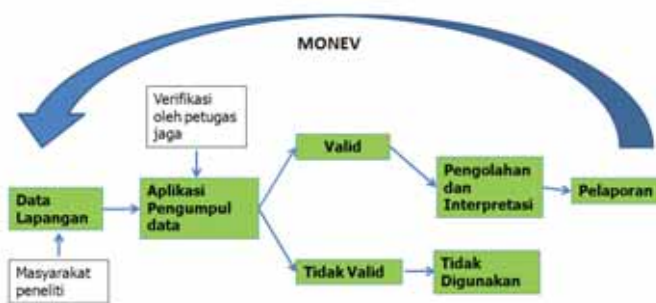 MONEV
Verifikasi
oleh petugas
jaga
Valid
Data
Lapangan
Aplikasi
Pengumpul
data
Pengolahan
dan
Interpretasi
Pelaporan
Masyarakat
peneliti
Tidak Valid
Tidak
Digunakan